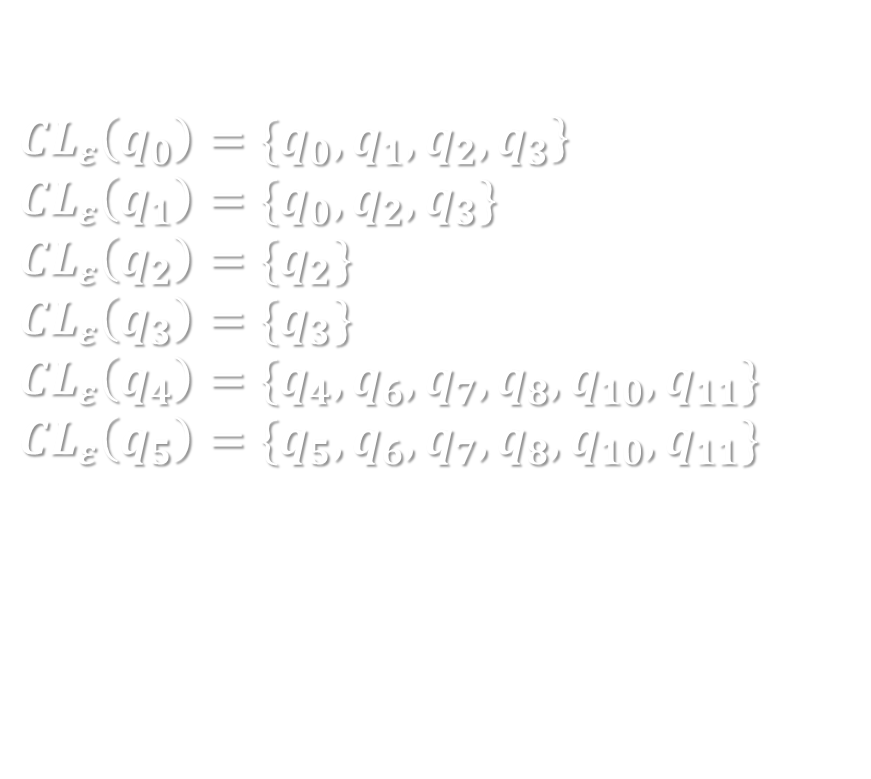 CL_ε(q_0) = {q_0, q_1, q_2, q_3}
CL_ε(q_1) = {q_0, q_2, q_3}
CL_ε(q_2) = {q_2}
CL_ε(q_3) = {q_3}
CL_ε(q_4) = {q_4, q_6, q_7, q_8, q_10, q_11}
CL_ε(q_5) = {q_5, q_6, q_7, q_8, q_10, q_11}